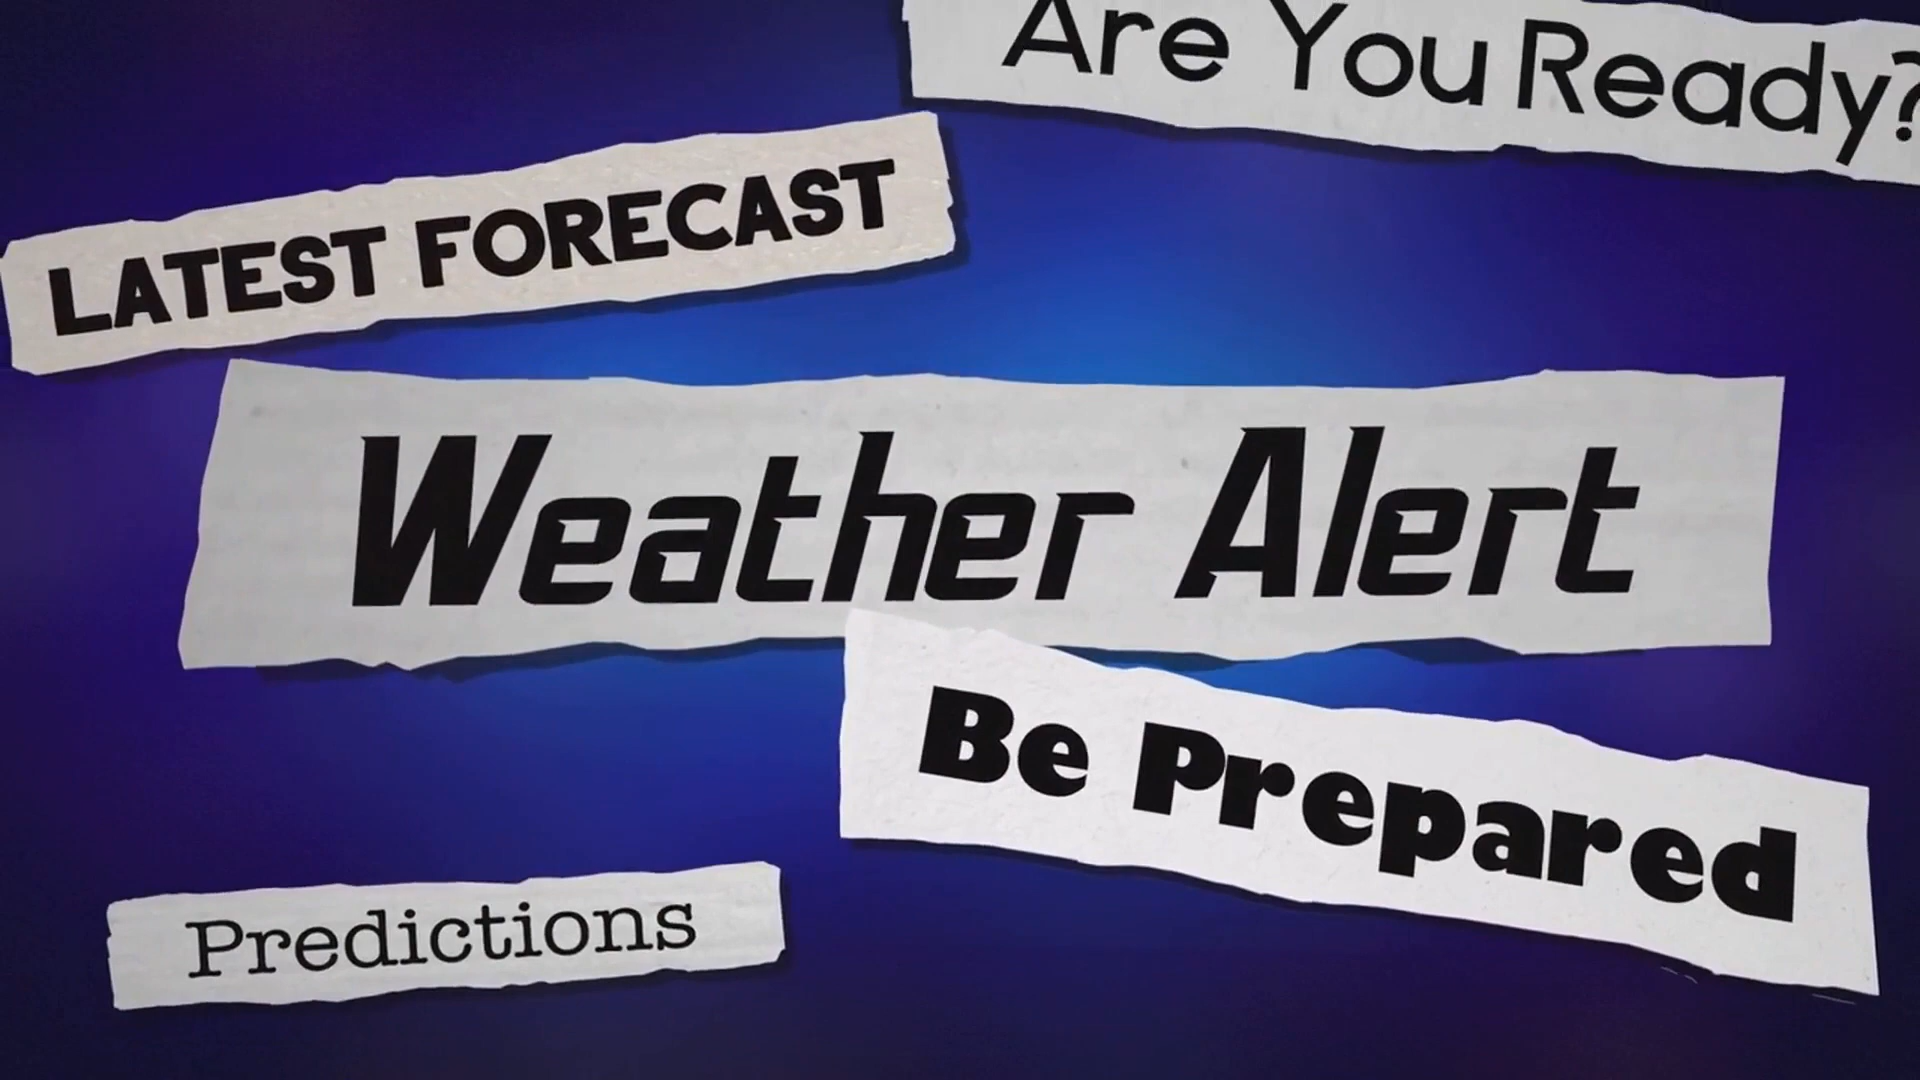 Are You Ready?
LATEST FORECAST
Weather Alert
Be Prepared
Predictions